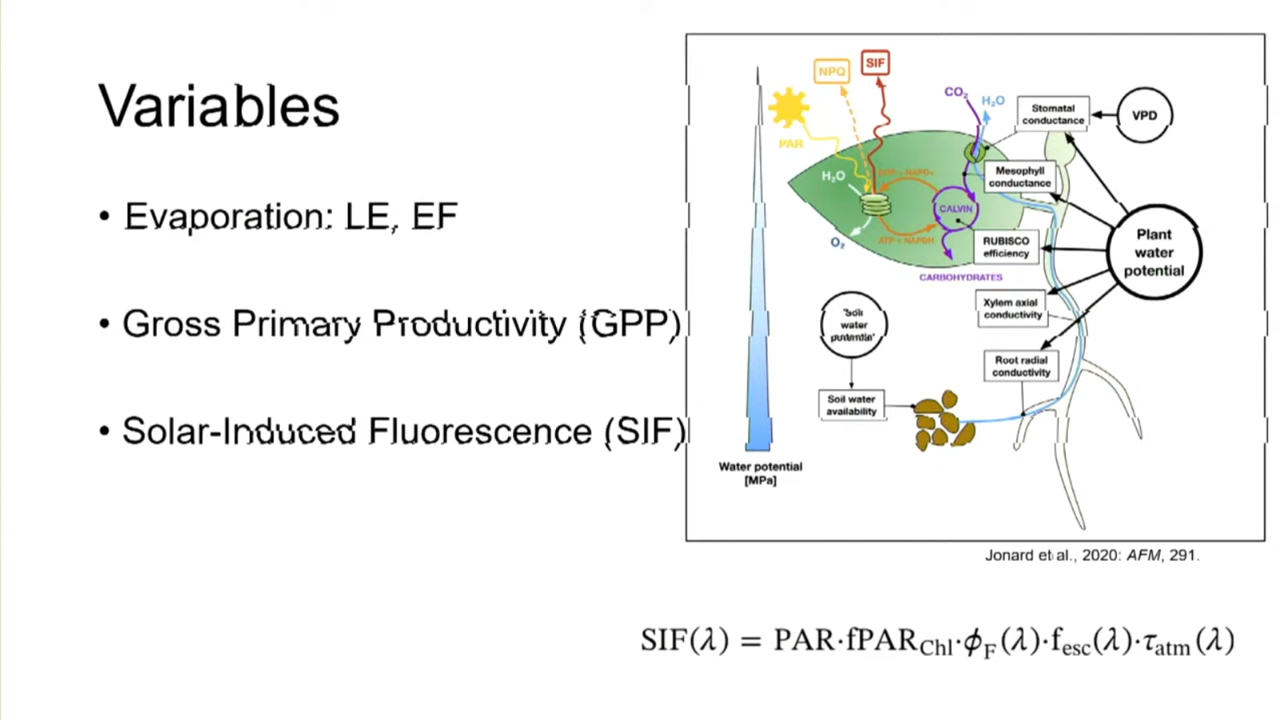 Variables
• Evaporation: LE, EF
• Gross Primary Productivity (GPP)
• Solar-Induced Fluorescence (SIF)
NPQ
SIF
PAR
CO₂
H₂O
Stomatal
conductance
VPD
H₂O
Mesophyll
conductance
CALVIN
O₂
ATP + NAPDH
RUBISCO
efficiency
CARBOHYDRATES
Plant
water
potential
Xylem axial
conductivity
Soil
water
potential
Root radial
conductivity
Soil water
availability
Water potential
[MPa]
Jonard et al., 2020: AFM, 291.
SIF(λ) = PAR·fPAR_Chl·ϕ_F(λ)·f_esc(λ)·τ_atm(λ)